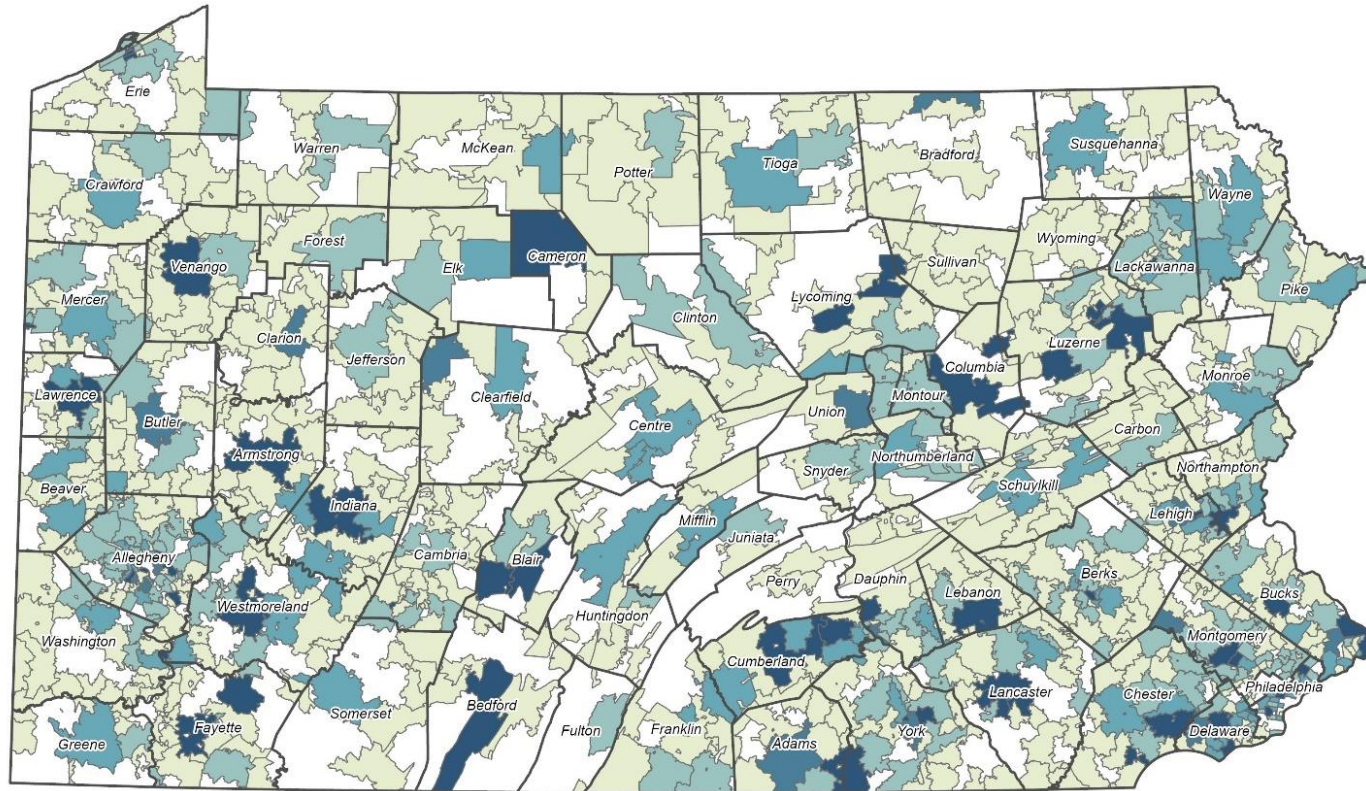 Erie
Warren
McKean
Potter
Tioga
Bradford
Susquehanna
Wayne
Crawford
Forest
Venango
Elk
Cameron
Wyoming
Sullivan
Lackawanna
Pike
Mercer
Clarion
Jefferson
Clinton
Lycoming
Luzerne
Columbia
Monroe
Lawrence
Butler
Clearfield
Centre
Union
Montour
Armstrong
Carbon
Beaver
Snyder
Northumberland
Northampton
Schuylkill
Indiana
Lehigh
Mifflin
Juniata
Allegheny
Cambria
Blair
Perry
Dauphin
Berks
Lebanon
Bucks
Westmoreland
Huntingdon
Washington
Montgomery
Cumberland
Philadelphia
Lancaster
Chester
Bedford
Somerset
Fayette
Fulton
Franklin
York
Delaware
Greene
Adams